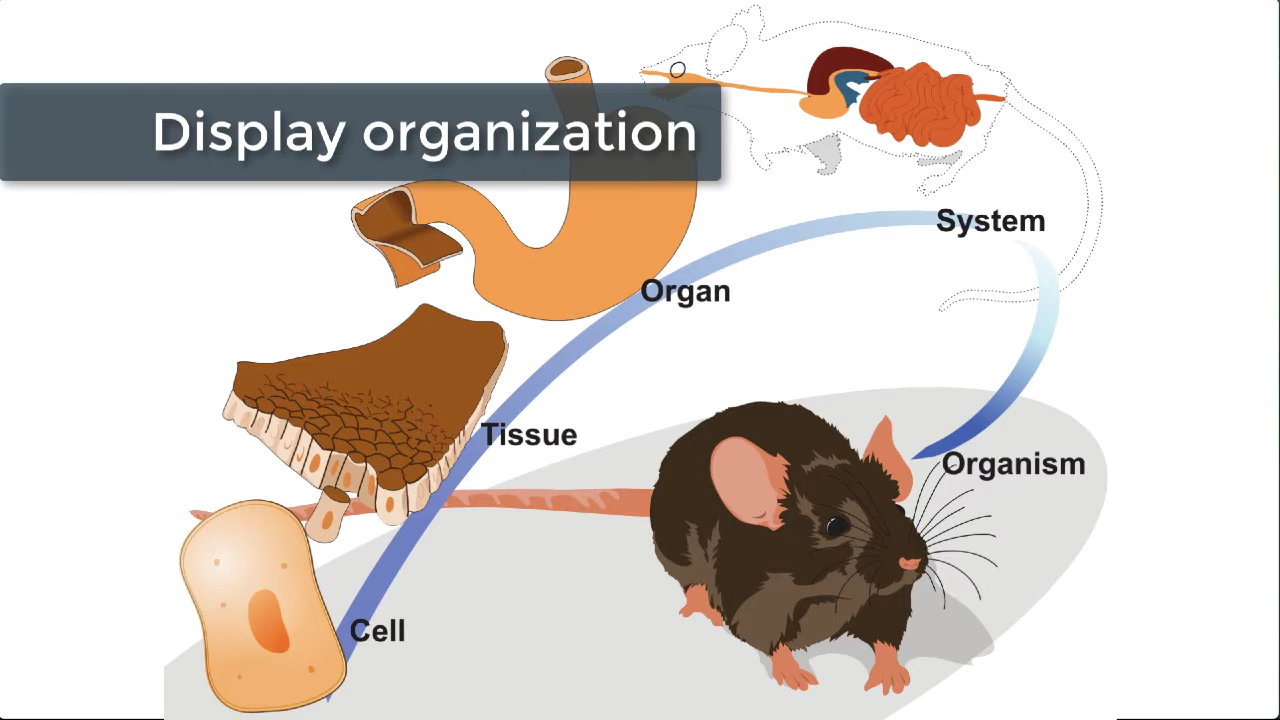 Display organization
System
Organ
Tissue
Organism
Cell